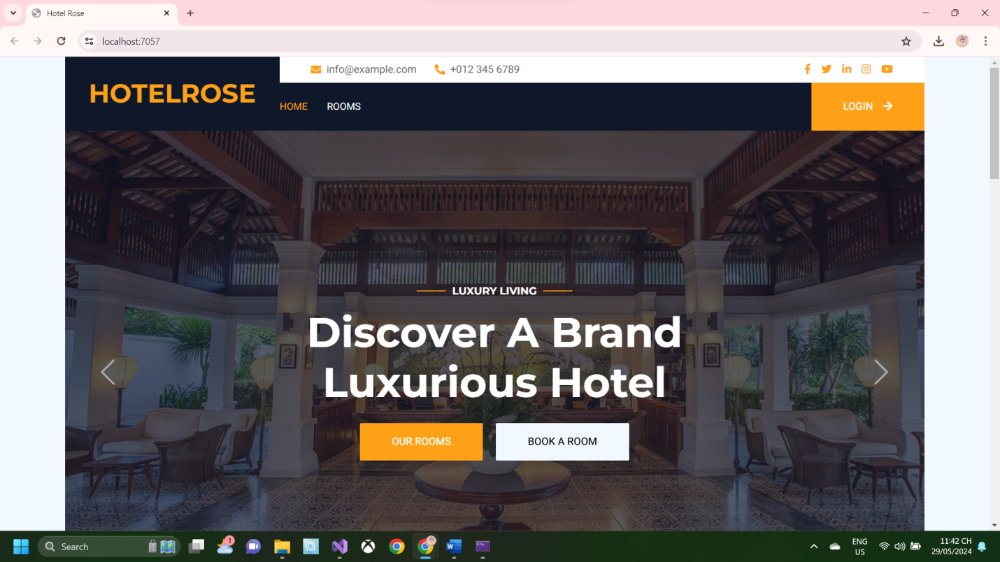 Hotel Rose
localhost:7057
info@example.com +012 345 6789
HOTELROSE
HOME ROOMS LOGIN
LUXURY LIVING
Discover A Brand
Luxurious Hotel
OUR ROOMS BOOK A ROOM
Search
1
W
ENG
US
11:42 CH
29/05/2024